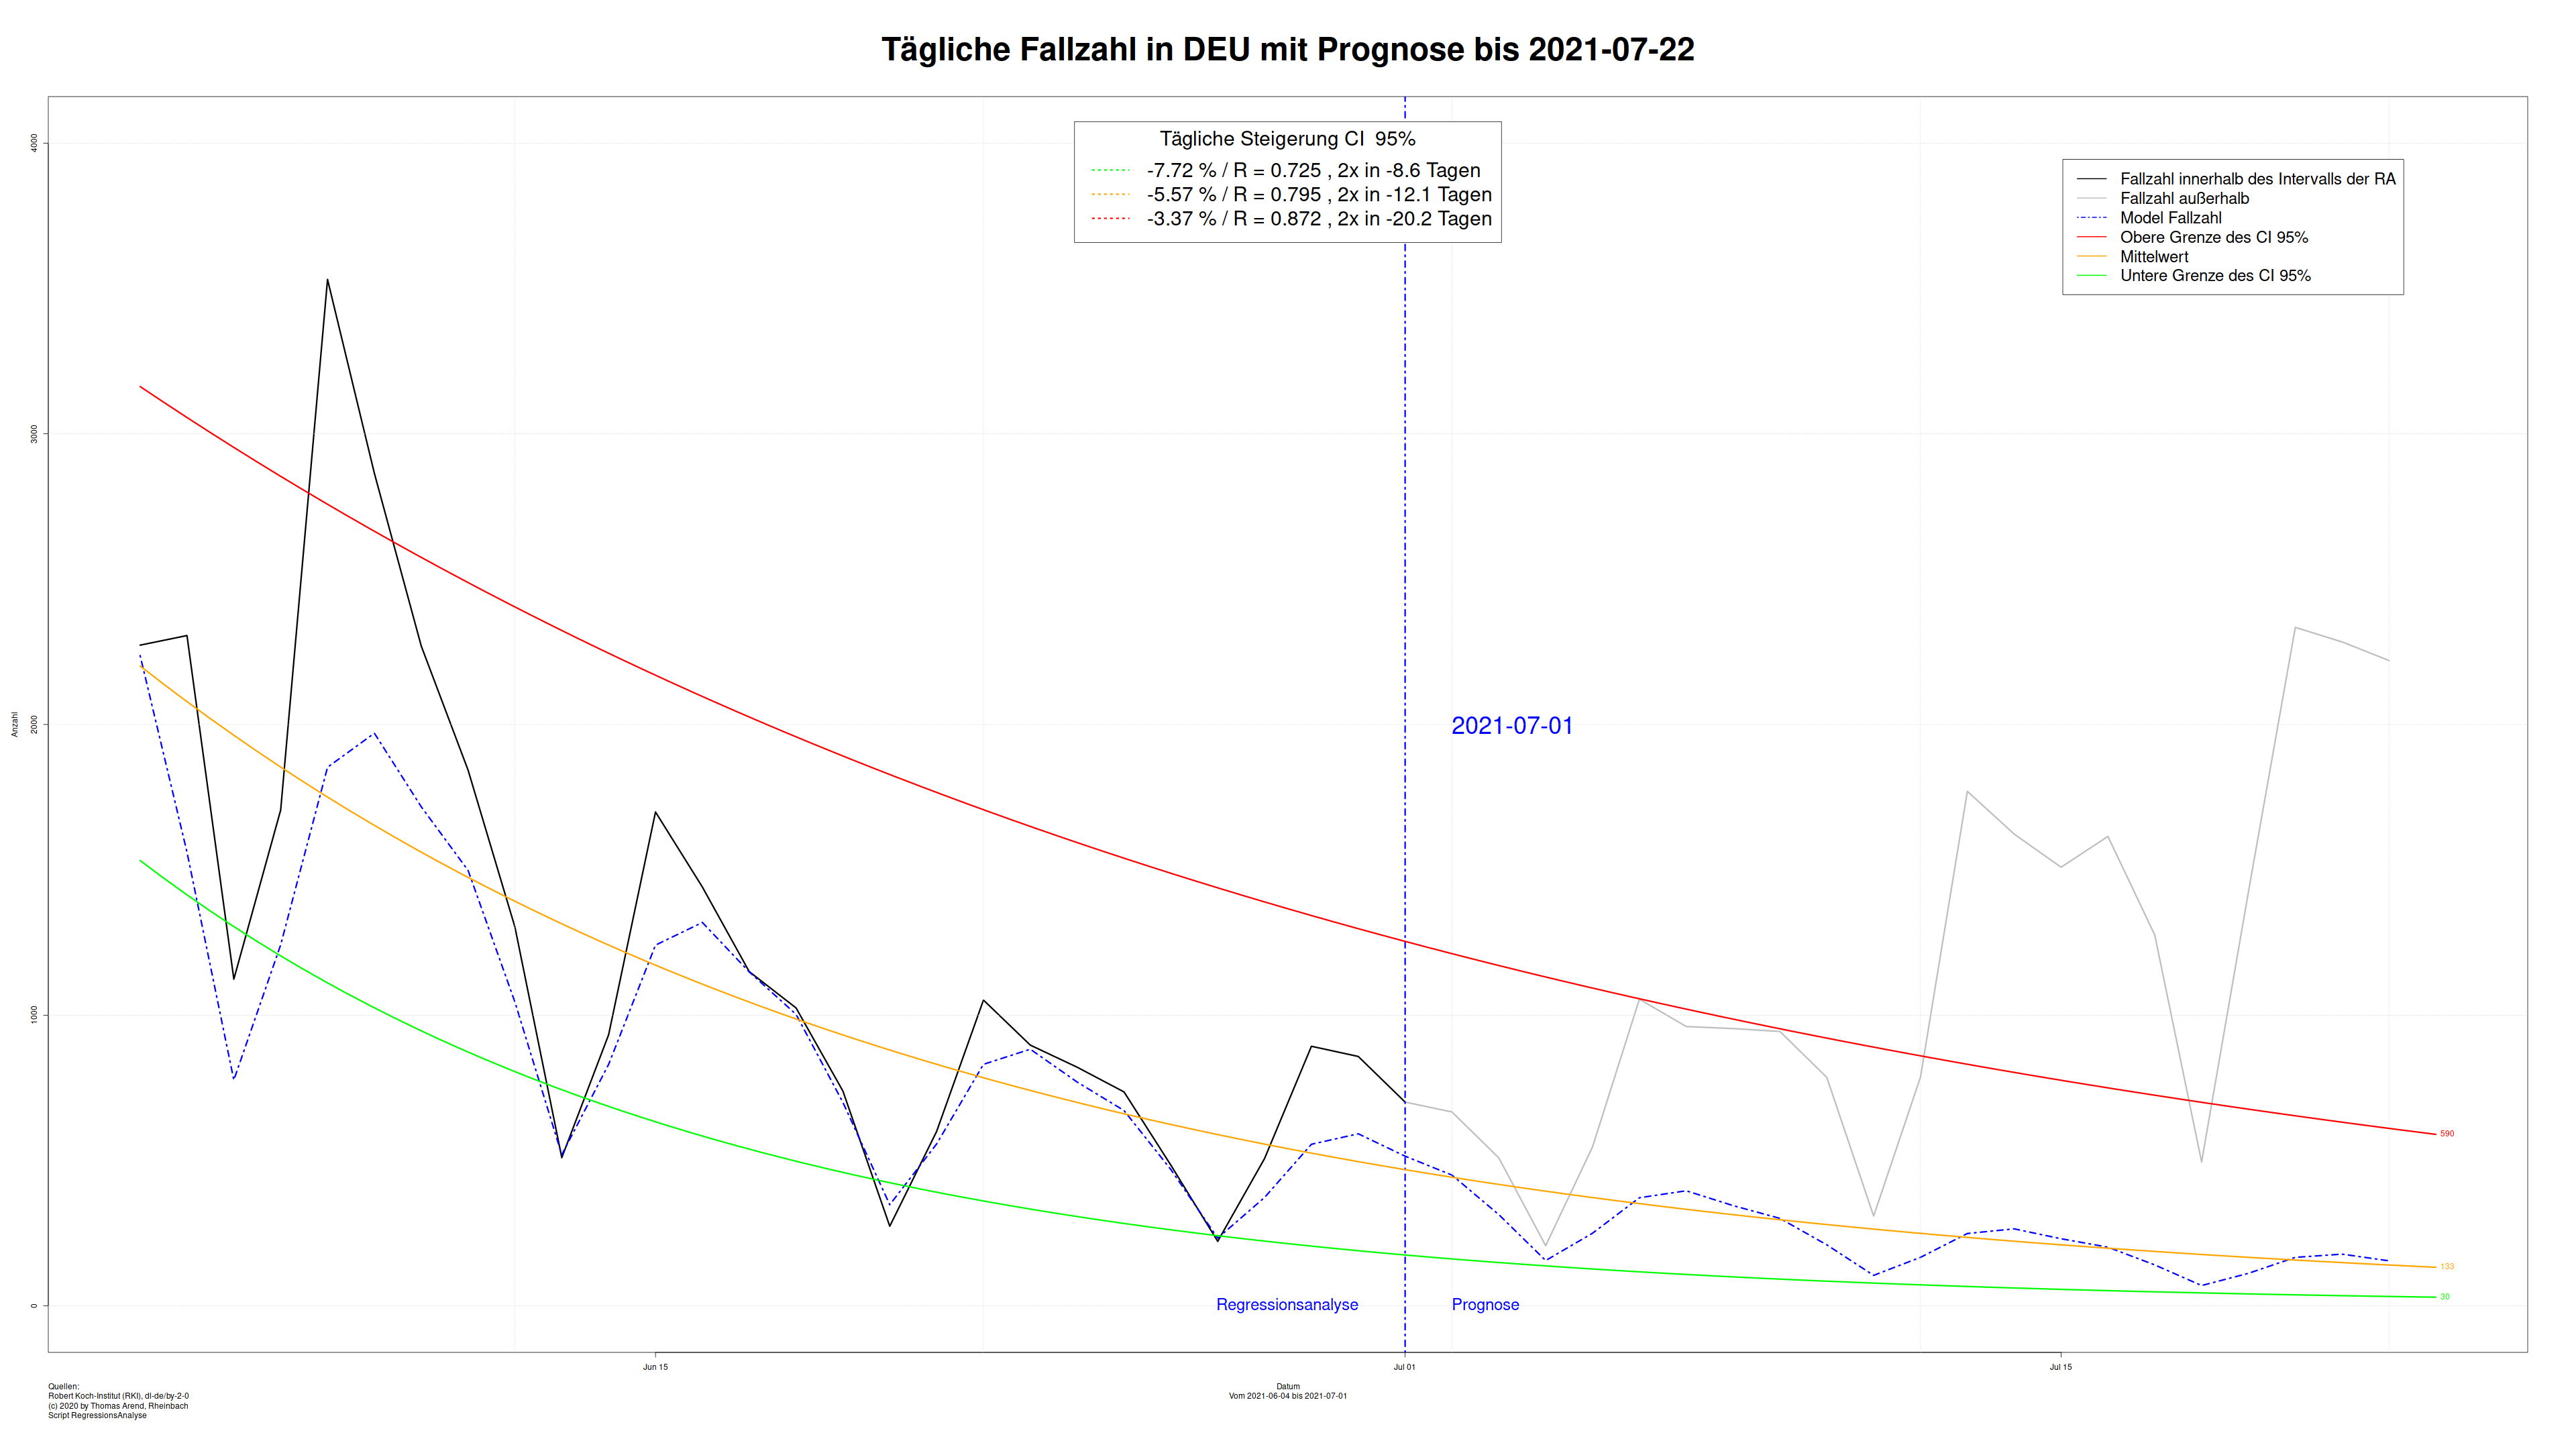 Tägliche Fallzahl in DEU mit Prognose bis 2021-07-22
Tägliche Steigerung CI  95%
-7.72 % / R = 0.725 , 2x in -8.6 Tagen
-5.57 % / R = 0.795 , 2x in -12.1 Tagen
-3.37 % / R = 0.872 , 2x in -20.2 Tagen
Fallzahl innerhalb des Intervalls der RA
Fallzahl außerhalb
Model Fallzahl
Obere Grenze des CI 95%
Mittelwert
Untere Grenze des CI 95%
4000
3000
2000
1000
0
Anzahl
2021-07-01
590
133
30
Regressionsanalyse
Prognose
Jun 15
Jul 01
Jul 15
Datum
Vom 2021-06-04 bis 2021-07-01
Quellen:
Robert Koch-Institut (RKI), dl-de/by-2-0
(c) 2020 by Thomas Arend, Rheinbach
Script RegressionsAnalyse